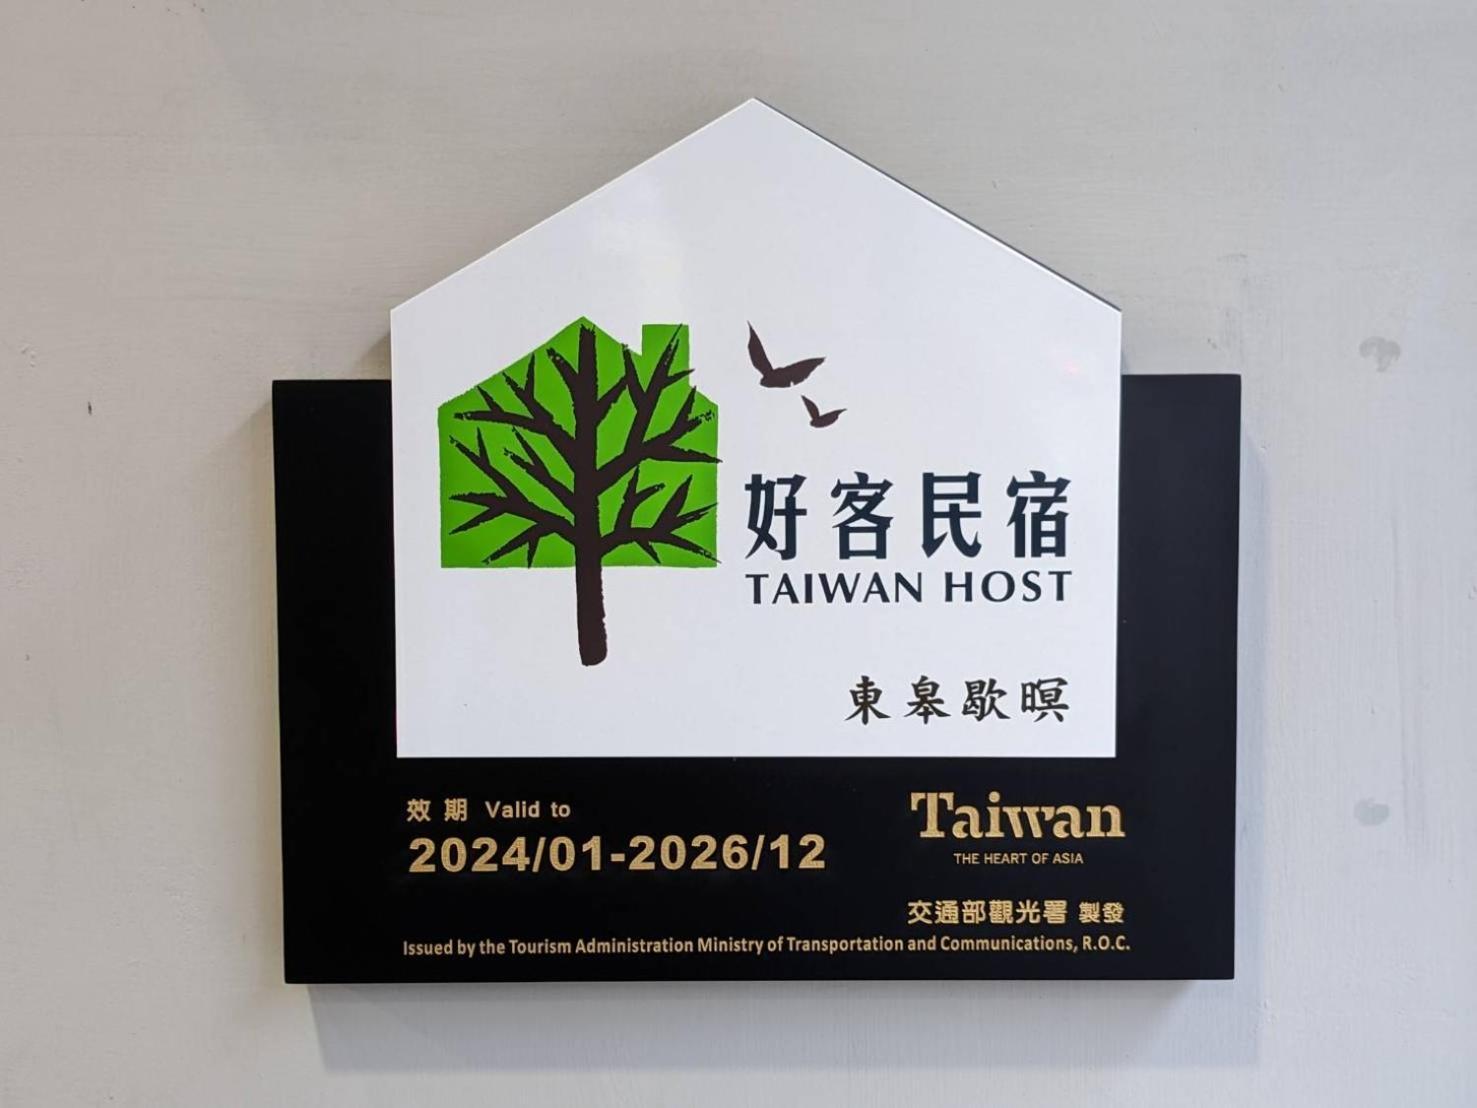 好客民宿
TAIWAN HOST
東皋歇暝
效期 Valid to
2024/01-2026/12
Taiwan
THE HEART OF ASIA
交通部觀光署 製發
Issued by the Tourism Administration Ministry of Transportation and Communications, R.O.C.